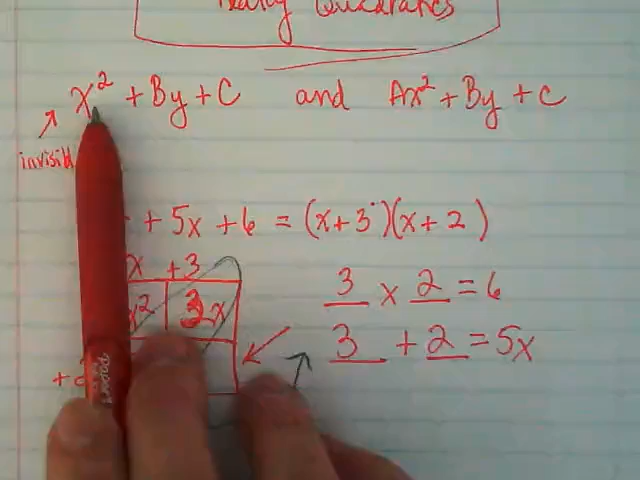 Quadratics
x² + By + C and Ax² + By + C
+ 5x + 6 = (x+3)(x+2)
x +3
x² 3x
3 x 2 = 6
3 + 2 = 5x